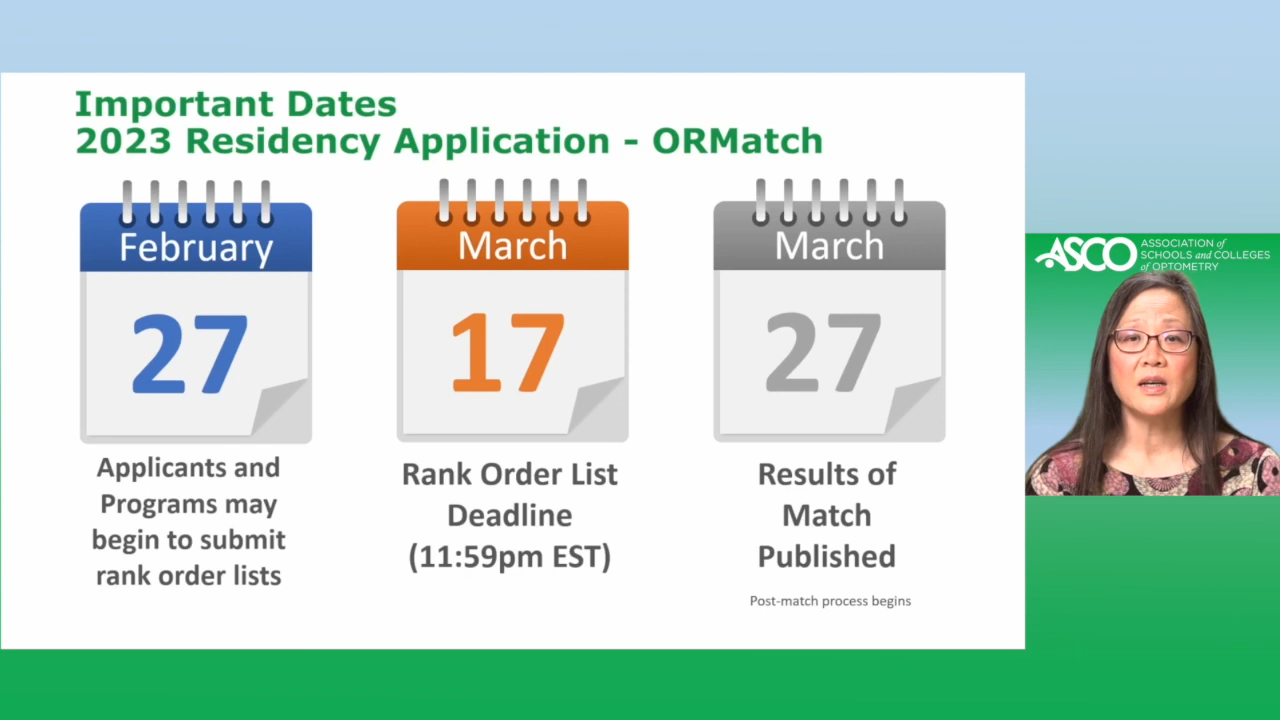 Important Dates
2023 Residency Application - ORMatch
February
27
Applicants and
Programs may
begin to submit
rank order lists
March
17
Rank Order List
Deadline
(11:59pm EST)
March
27
Results of
Match
Published
Post-match process begins
ASCO
ASSOCIATION of
SCHOOLS and COLLEGES
of OPTOMETRY